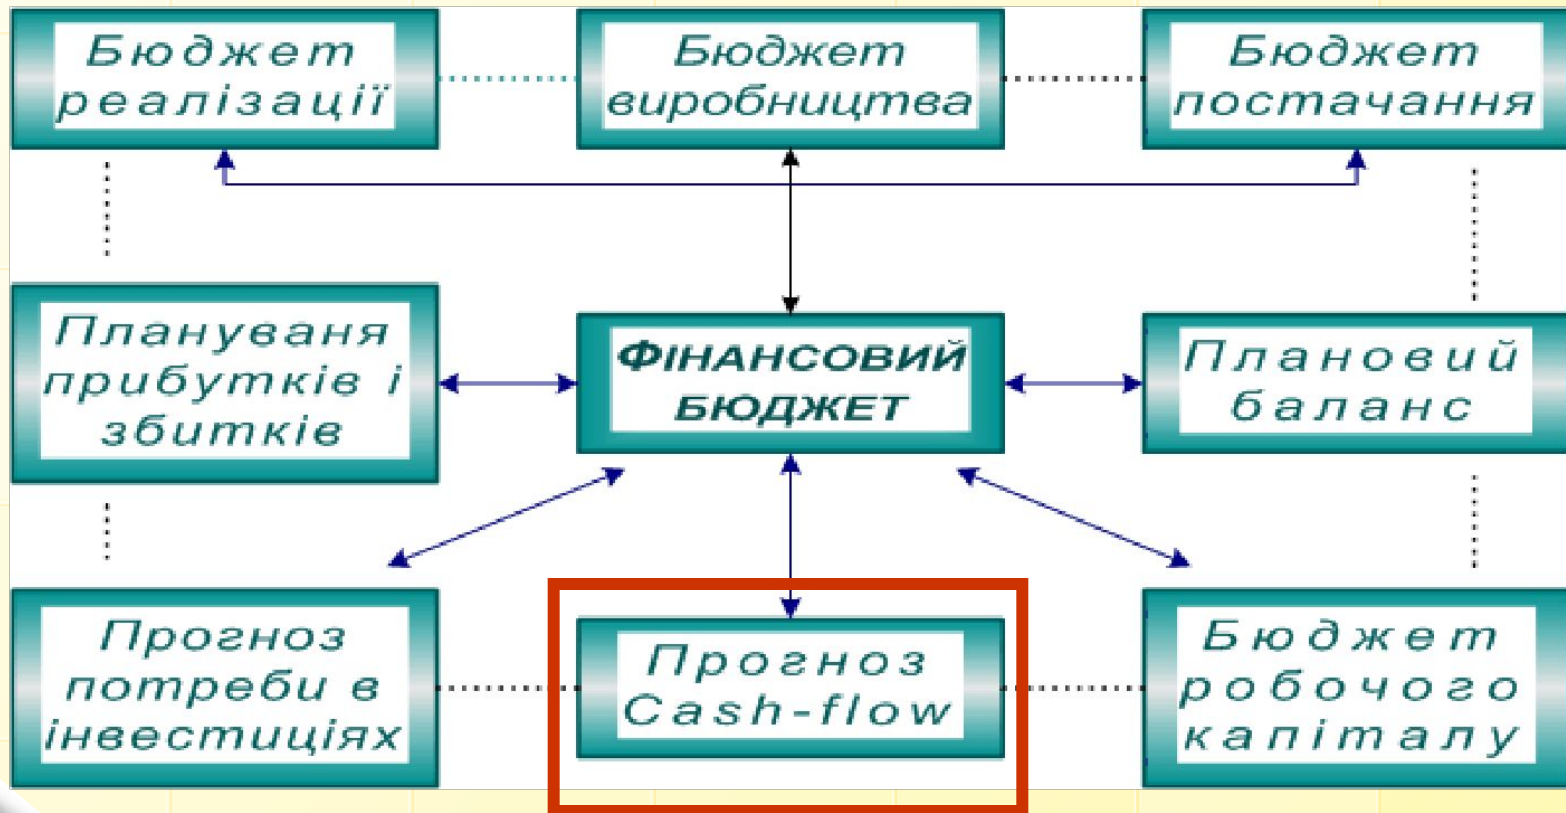 Бюджет
реалізації
Бюджет
виробництва
Бюджет
постачання
Плануваня
прибутків і
збитків
ФІНАНСОВИЙ
БЮДЖЕТ
Плановий
баланс
Прогноз
потреби в
інвестиціях
Прогноз
Cash-flow
Бюджет
робочого
капіталу